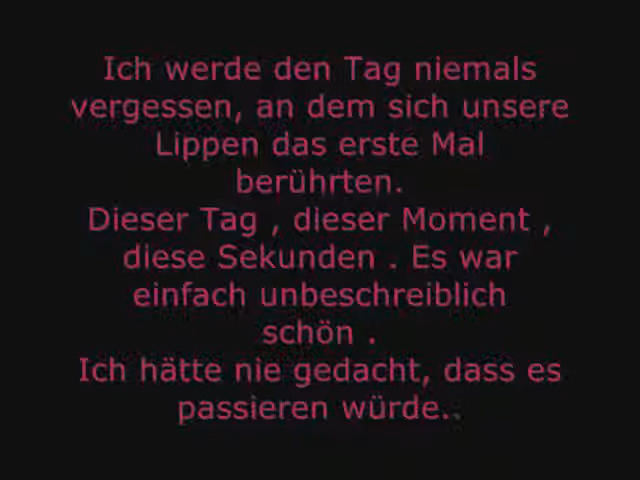 Ich werde den Tag niemals
vergessen, an dem sich unsere
Lippen das erste Mal
berührten.
Dieser Tag , dieser Moment ,
diese Sekunden . Es war
einfach unbeschreiblich
schön .
Ich hätte nie gedacht, dass es
passieren würde..